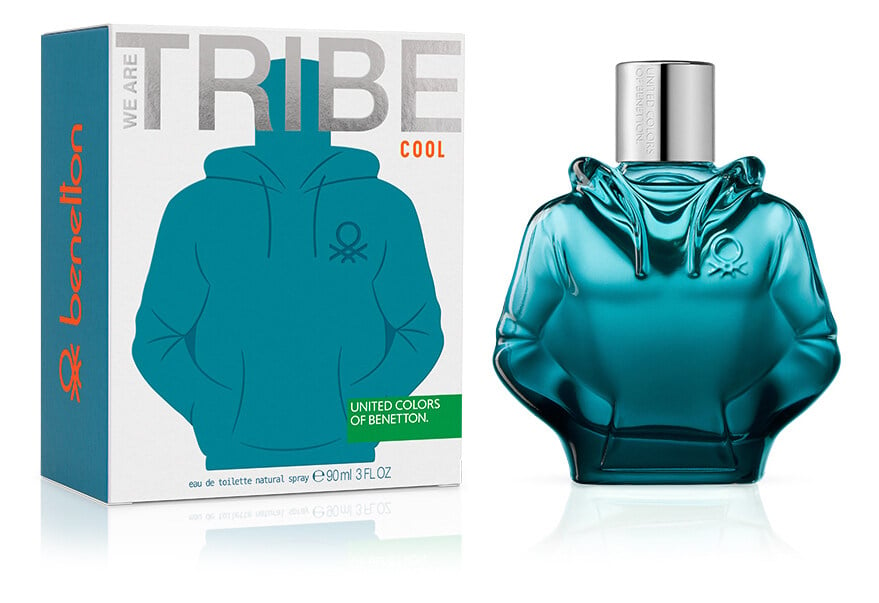 WE ARE
TRIBE
COOL
benetton
UNITED COLORS
OF BENETTON.
eau de toilette natural spray ℮ 90ml 3 FL OZ
UNITED COLORS
OF BENETTON